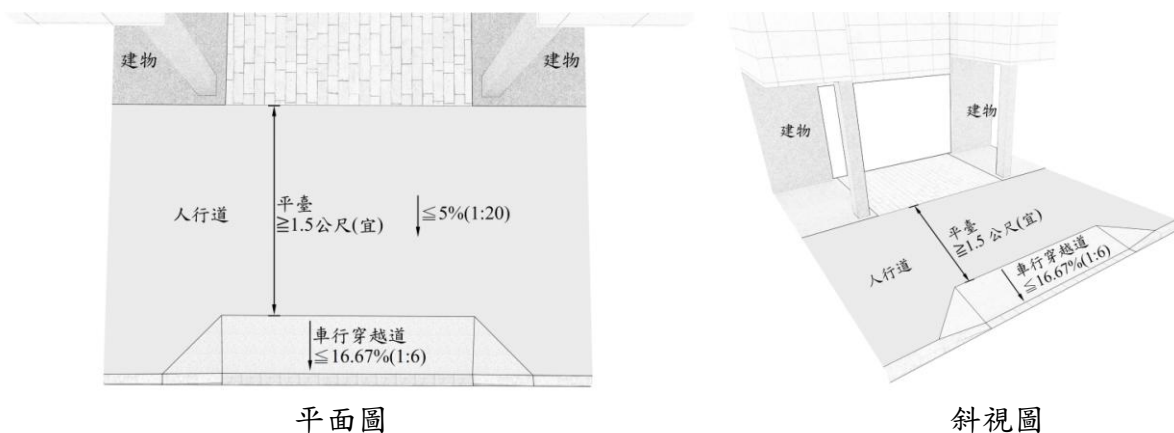 建物
建物
人行道
平臺
≧1.5公尺(宜)
≦5%(1:20)
車行穿越道
≦16.67%(1:6)
平面圖
建物
建物
平臺
≧1.5 公尺(宜)
人行道
車行穿越道
≦16.67%(1:6)
斜視圖